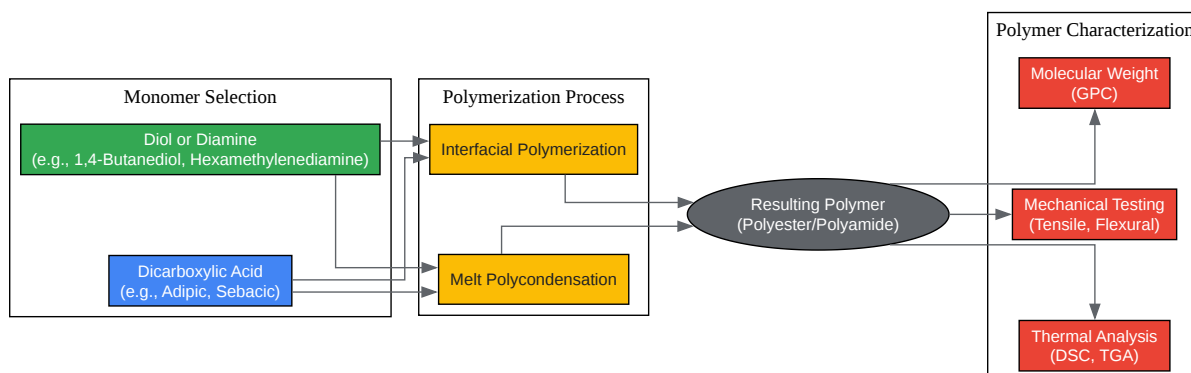 Monomer Selection
Diol or Diamine
(e.g., 1,4-Butanediol, Hexamethylenediamine)
Dicarboxylic Acid
(e.g., Adipic, Sebacic)
Polymerization Process
Interfacial Polymerization
Melt Polycondensation
Resulting Polymer
(Polyester/Polyamide)
Polymer Characterization
Molecular Weight
(GPC)
Mechanical Testing
(Tensile, Flexural)
Thermal Analysis
(DSC, TGA)